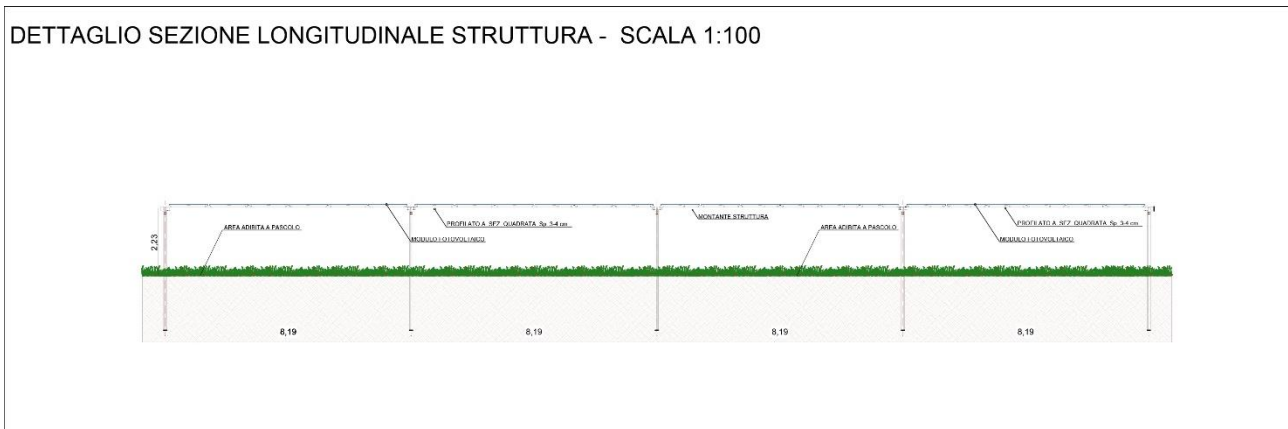 DETTAGLIO SEZIONE LONGITUDINALE STRUTTURA - SCALA 1:100
2,23
AREA ADIBITA A PASCOLO
MODULO FOTOVOLTAICO
PROFILATO A SEZ. QUADRATA Sp. 3-4 cm
MONTANTE STRUTTURA
AREA ADIBITA A PASCOLO
MODULO FOTOVOLTAICO
PROFILATO A SEZ. QUADRATA Sp. 3-4 cm
8,19
8,19
8,19
8,19